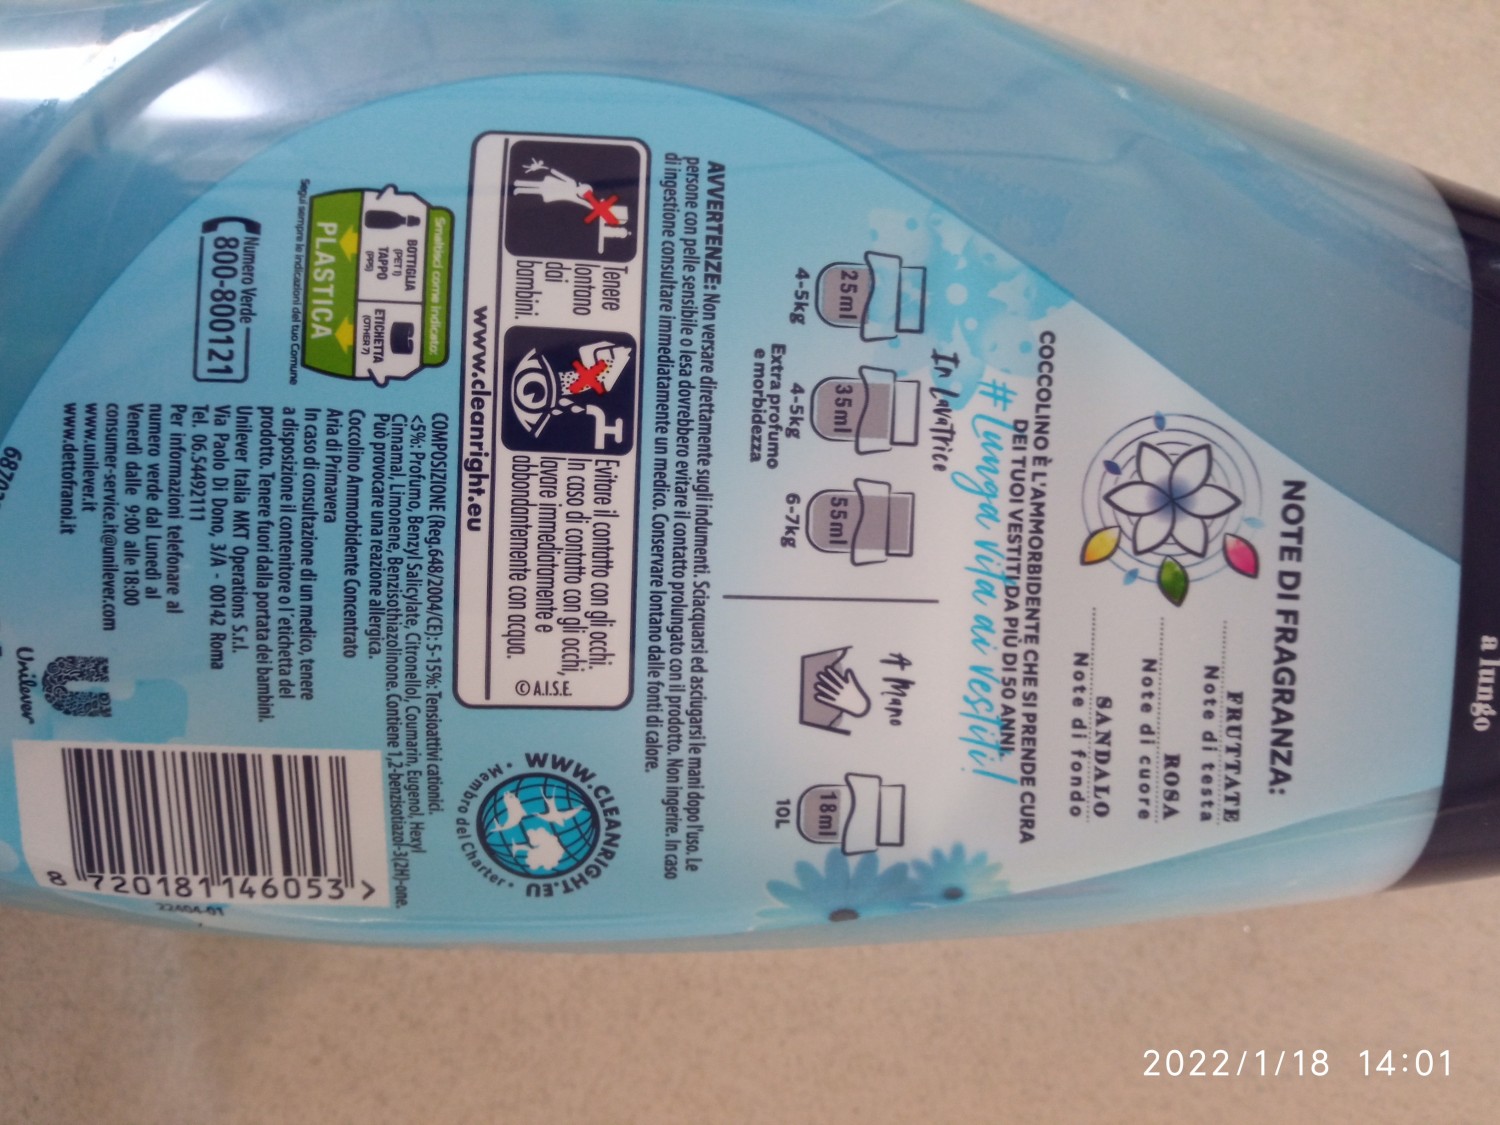 a lungo
NOTE DI FRAGRANZA:
FRUTTATE
Note di testa
ROSA
Note di cuore
SANDALO
Note di fondo
COCCOLINO È L'AMMORBIDENTE CHE SI PRENDE CURA
DEI TUOI VESTITI DA PIÙ DI 50 ANNI.
#Lunga vita ai vestiti!
In Lavatrice
25ml
4-5kg
35ml
4-5kg
Extra profumo
e morbidezza
55ml
6-7kg
A Mano
18ml
10L
AVVERTENZE: Non versare direttamente sugli indumenti. Sciacquarsi ed asciugarsi le mani dopo l'uso. Le
persone con pelle sensibile o lesa dovrebbero evitare il contatto prolungato con il prodotto. Non ingerire. In caso
di ingestione consultare immediatamente un medico. Conservare lontano dalle fonti di calore.
Tenere
lontano
dai
bambini.
Evitare il contatto con gli occhi.
In caso di contatto con gli occhi,
lavare immediatamente e
abbondantemente con acqua.
© A.I.S.E.
www.cleanright.eu
WWW.CLEANRIGHT.EU
Membro del Charter
Smaltisci come indicato:
BOTTIGLIA
(PET 1)
TAPPO
(PP5)
ETICHETTA
(OTHER 7)
PLASTICA
Segui sempre le indicazioni del tuo Comune
Numero Verde
800-800121
COMPOSIZIONE (Reg.648/2004/CE): 5-15%: Tensioattivi cationici.
<5%: Profumo, Benzyl Salicylate, Citronellol, Coumarin, Eugenol, Hexyl
Cinnamal, Limonene, Benzisothiazolinone. Contiene 1,2-benzisotiazol-3(2H)-one.
Può provocare una reazione allergica.
Coccolino Ammorbidente Concentrato
Aria di Primavera
In caso di consultazione di un medico, tenere
a disposizione il contenitore o l'etichetta del
prodotto. Tenere fuori dalla portata dei bambini.
Unilever Italia MKT Operations S.r.l.
Via Paolo Di Dono, 3/A - 00142 Roma
Tel. 06.54492111
Per informazioni telefonare al
numero verde dal Lunedì al
Venerdì dalle 9:00 alle 18:00
consumer-service.it@unilever.com
www.unilever.it
www.dettofranoi.it
Unilever
8 720181 146053 >
22404-01
2022/1/18 14:01